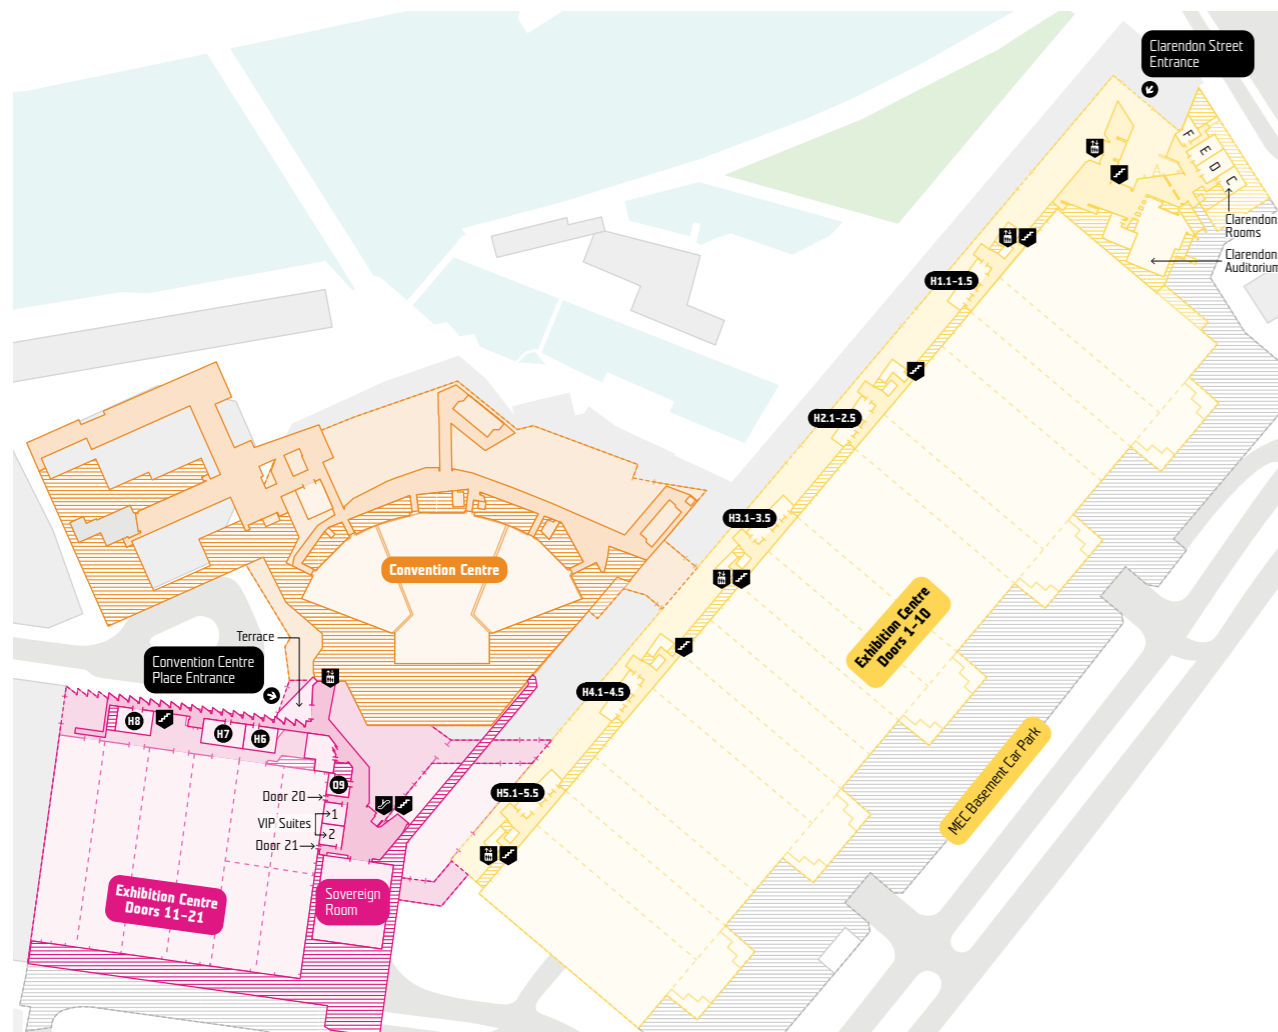 Clarendon Street
Entrance
F
E
D
C
Clarendon
Rooms
Clarendon
Auditorium
H1.1-1.5
H2.1-2.5
H3.1-3.5
Convention Centre
Exhibition Centre
Doors 1-10
Terrace
Convention Centre
Place Entrance
H4.1-4.5
H8
H7
H6
MEC Basement Car Park
09
H5.1-5.5
Door 20
1
VIP Suites
2
Door 21
Exhibition Centre
Doors 11-21
Sovereign
Room